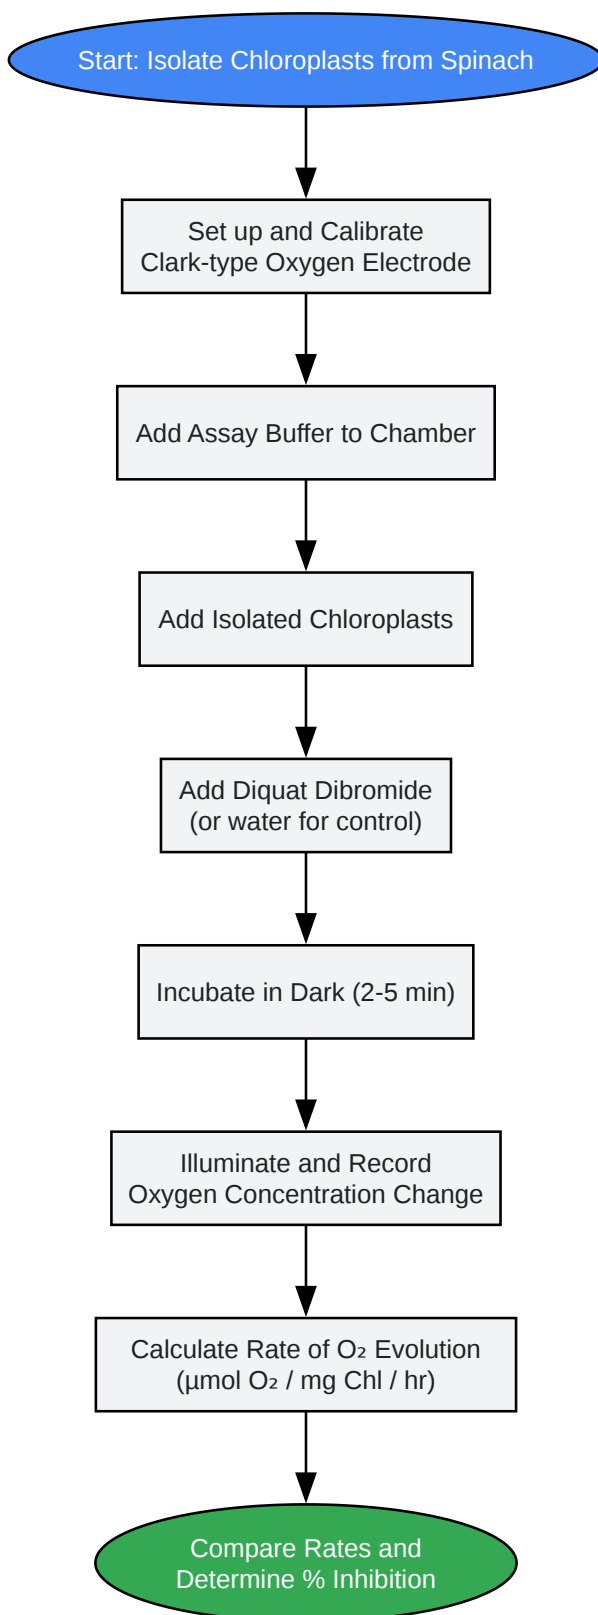 Start: Isolate Chloroplasts from Spinach
Set up and Calibrate
Clark-type Oxygen Electrode
Add Assay Buffer to Chamber
Add Isolated Chloroplasts
Add Diquat Dibromide
(or water for control)
Incubate in Dark (2-5 min)
Illuminate and Record
Oxygen Concentration Change
Calculate Rate of O₂ Evolution
(µmol O₂ / mg Chl / hr)
Compare Rates and
Determine % Inhibition